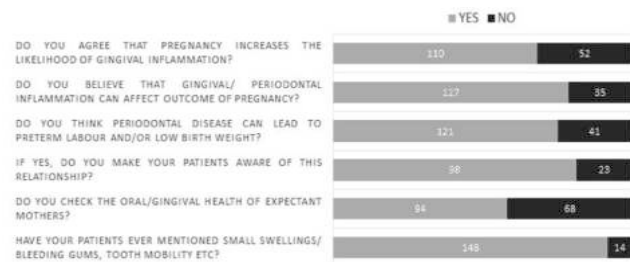 YES NO
DO YOU AGREE THAT PREGNANCY INCREASES THE
LIKELIHOOD OF GINGIVAL INFLAMMATION?
110 52
DO YOU BELIEVE THAT GINGIVAL/ PERIODONTAL
INFLAMMATION CAN AFFECT OUTCOME OF PREGNANCY?
127 35
DO YOU THINK PERIODONTAL DISEASE CAN LEAD TO
PRETERM LABOUR AND/OR LOW BIRTH WEIGHT?
121 41
IF YES, DO YOU MAKE YOUR PATIENTS AWARE OF THIS
RELATIONSHIP?
98 23
DO YOU CHECK THE ORAL/GINGIVAL HEALTH OF EXPECTANT
MOTHERS?
94 68
HAVE YOUR PATIENTS EVER MENTIONED SMALL SWELLINGS/
BLEEDING GUMS, TOOTH MOBILITY ETC?
148 14